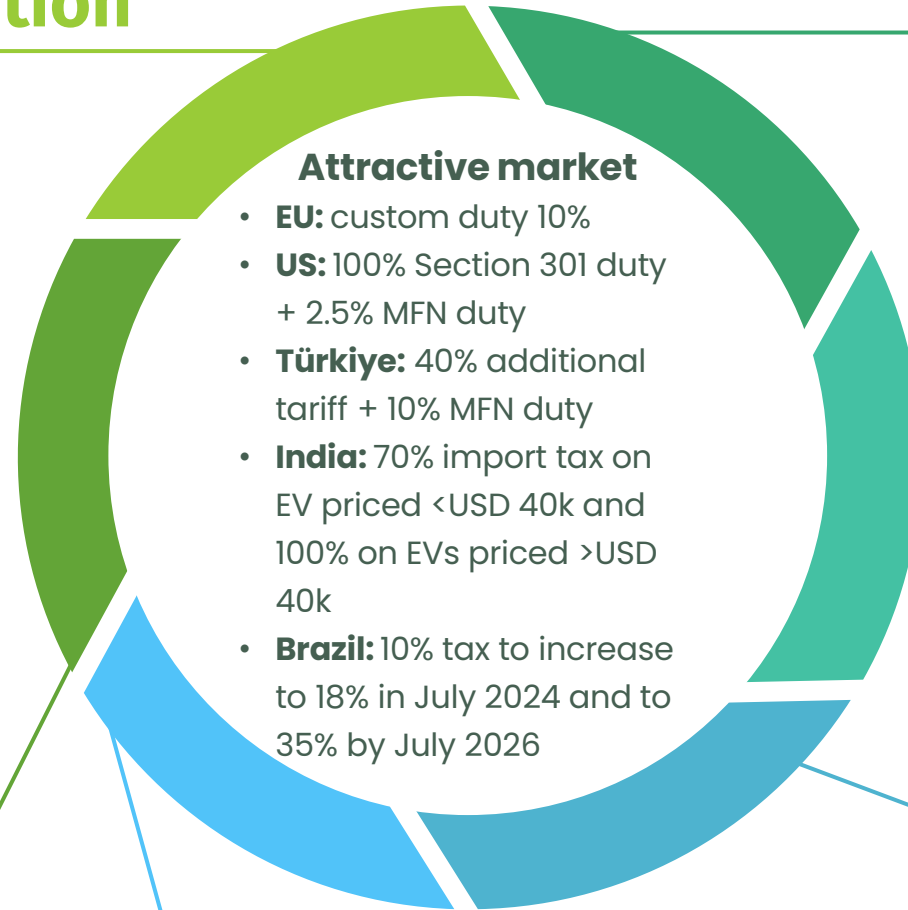 tion
Attractive market
• EU: custom duty 10%
• US: 100% Section 301 duty
+ 2.5% MFN duty
• Türkiye: 40% additional
tariff + 10% MFN duty
• India: 70% import tax on
EV priced <USD 40k and
100% on EVs priced >USD
40k
• Brazil: 10% tax to increase
to 18% in July 2024 and to
35% by July 2026